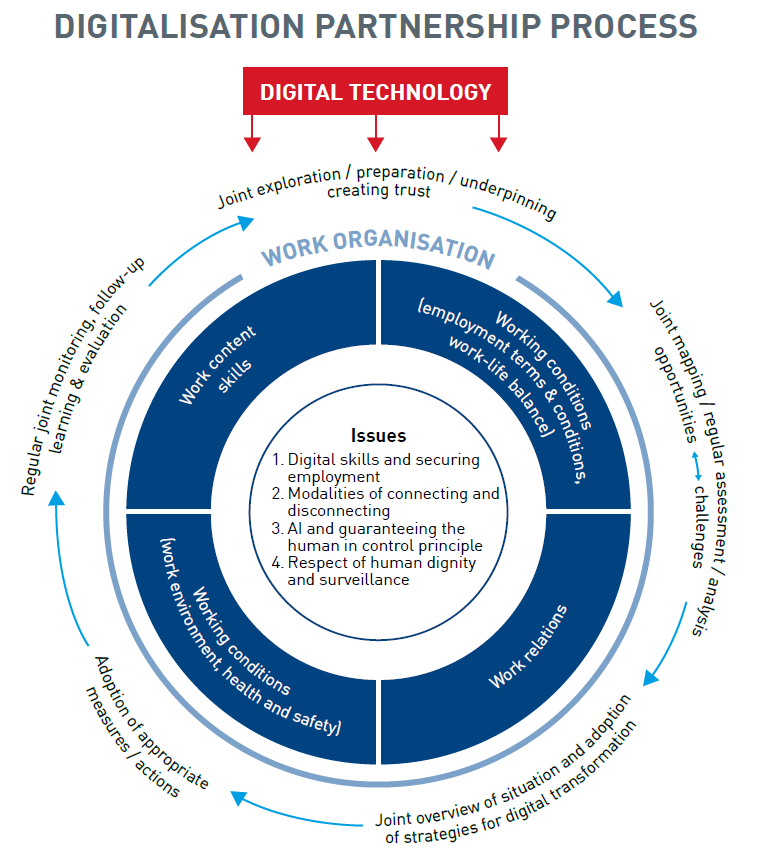 DIGITALISATION PARTNERSHIP PROCESS
DIGITAL TECHNOLOGY
Joint exploration / preparation / underpinning
creating trust
WORK ORGANISATION
Joint mapping / regular assessment / analysis
opportunities
challenges
Joint overview of situation and adoption
of strategies for digital transformation
Adoption of appropriate
measures / actions
Regular joint monitoring, follow-up
learning & evaluation
Work content
skills
Working conditions
(employment terms & conditions,
work-life balance)
Work relations
Working conditions
(work environment, health and safety)
Issues
1. Digital skills and securing
employment
2. Modalities of connecting and
disconnecting
3. AI and guaranteeing the
human in control principle
4. Respect of human dignity
and surveillance